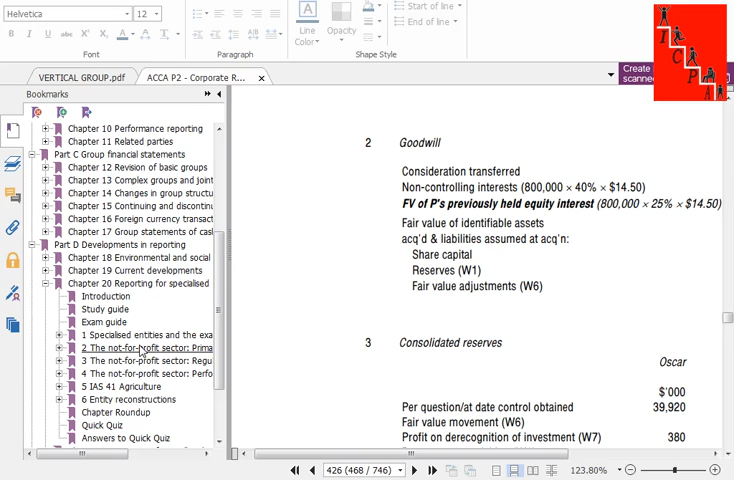 Helvetica
12
Start of line
End of line
Line
Color
Opacity
Font
Paragraph
Shape Style
VERTICAL GROUP.pdf
ACCA P2 - Corporate R...
Create
scanned
I
C
P
A
Bookmarks
Chapter 10 Performance reporting
Chapter 11 Related parties
Part C Group financial statements
Chapter 12 Revision of basic groups
Chapter 13 Complex groups and joint
Chapter 14 Changes in group structu
Chapter 15 Continuing and discontin
Chapter 16 Foreign currency transact
Chapter 17 Group statements of cas
Part D Developments in reporting
Chapter 18 Environmental and social
Chapter 19 Current developments
Chapter 20 Reporting for specialised
Introduction
Study guide
Exam guide
1 Specialised entities and the exa
2 The not-for-profit sector: Prima
3 The not-for-profit sector: Regu
4 The not-for-profit sector: Perfo
5 IAS 41 Agriculture
6 Entity reconstructions
Chapter Roundup
Quick Quiz
Answers to Quick Quiz
2 Goodwill
Consideration transferred
Non-controlling interests (800,000 × 40% × $14.50)
FV of P's previously held equity interest (800,000 × 25% × $14.50)
Fair value of identifiable assets
acq'd & liabilities assumed at acq'n:
Share capital
Reserves (W1)
Fair value adjustments (W6)
3 Consolidated reserves
Oscar
$'000
Per question/at date control obtained 39,920
Fair value movement (W6)
Profit on derecognition of investment (W7) 380
426 (468 / 746)
123.80%